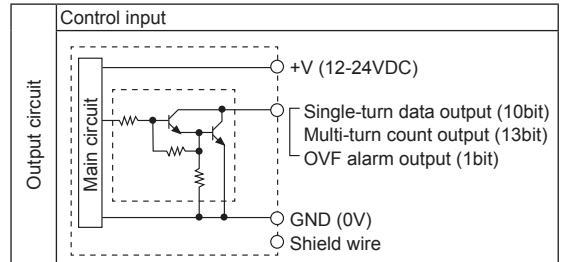 Control input
Output circuit
Main circuit
+V (12-24VDC)
Single-turn data output (10bit)
Multi-turn count output (13bit)
OVF alarm output (1bit)
GND (0V)
Shield wire